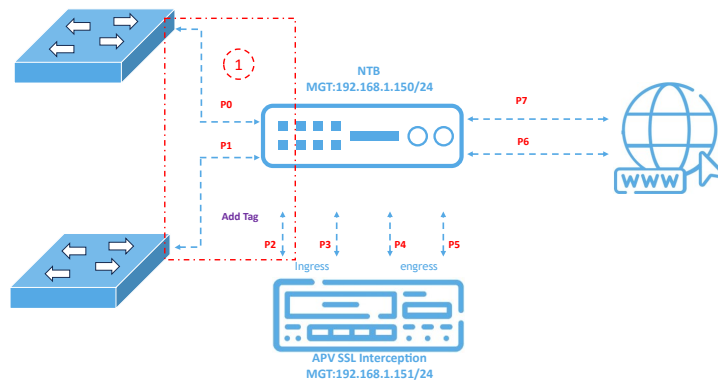 1
NTB
MGT:192.168.1.150/24
P0
P7
P1
P6
WWW
Add Tag
P2
P3
P4
P5
Ingress
engress
APV SSL Interception
MGT:192.168.1.151/24